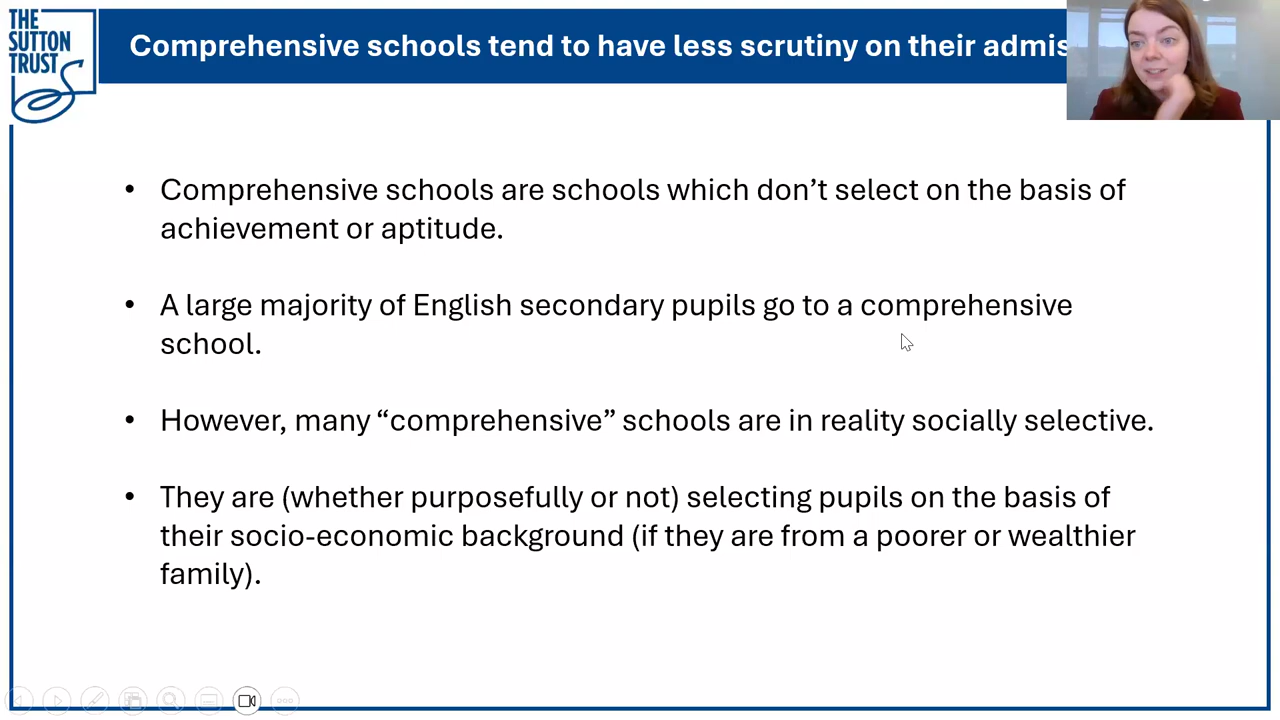 THE
SUTTON
TRUST
Comprehensive schools tend to have less scrutiny on their admis
• Comprehensive schools are schools which don’t select on the basis of
achievement or aptitude.
• A large majority of English secondary pupils go to a comprehensive
school.
• However, many “comprehensive” schools are in reality socially selective.
• They are (whether purposefully or not) selecting pupils on the basis of
their socio-economic background (if they are from a poorer or wealthier
family).